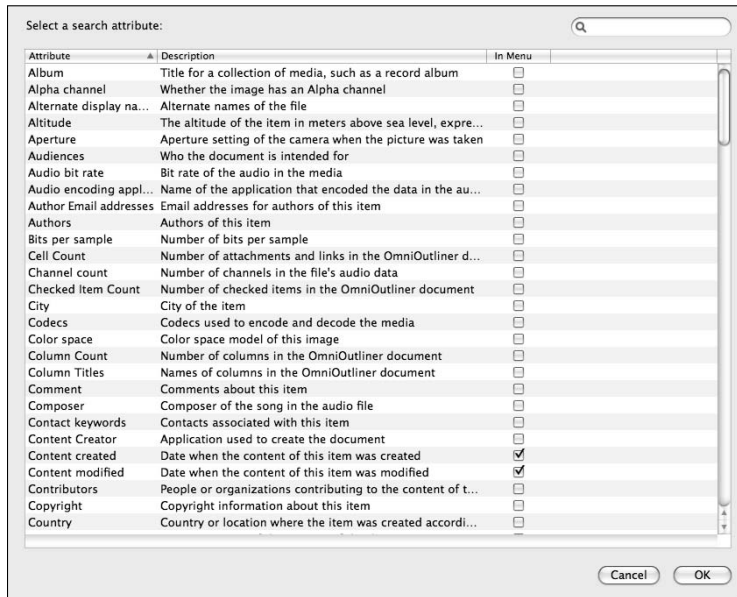 Select a search attribute:
Attribute Description In Menu
Album Title for a collection of media, such as a record album
Alpha channel Whether the image has an Alpha channel
Alternate display na... Alternate names of the file
Altitude The altitude of the item in meters above sea level, expre...
Aperture Aperture setting of the camera when the picture was taken
Audiences Who the document is intended for
Audio bit rate Bit rate of the audio in the media
Audio encoding appl... Name of the application that encoded the data in the au...
Author Email addresses Email addresses for authors of this item
Authors Authors of this item
Bits per sample Number of bits per sample
Cell Count Number of attachments and links in the OmniOutliner d...
Channel count Number of channels in the file's audio data
Checked Item Count Number of checked items in the OmniOutliner document
City City of the item
Codecs Codecs used to encode and decode the media
Color space Color space model of this image
Column Count Number of columns in the OmniOutliner document
Column Titles Names of columns in the OmniOutliner document
Comment Comments about this item
Composer Composer of the song in the audio file
Contact keywords Contacts associated with this item
Content Creator Application used to create the document
Content created Date when the content of this item was created
Content modified Date when the content of this item was modified
Contributors People or organizations contributing to the content of t...
Copyright Copyright information about this item
Country Country or location where the item was created accordi...
Cancel OK